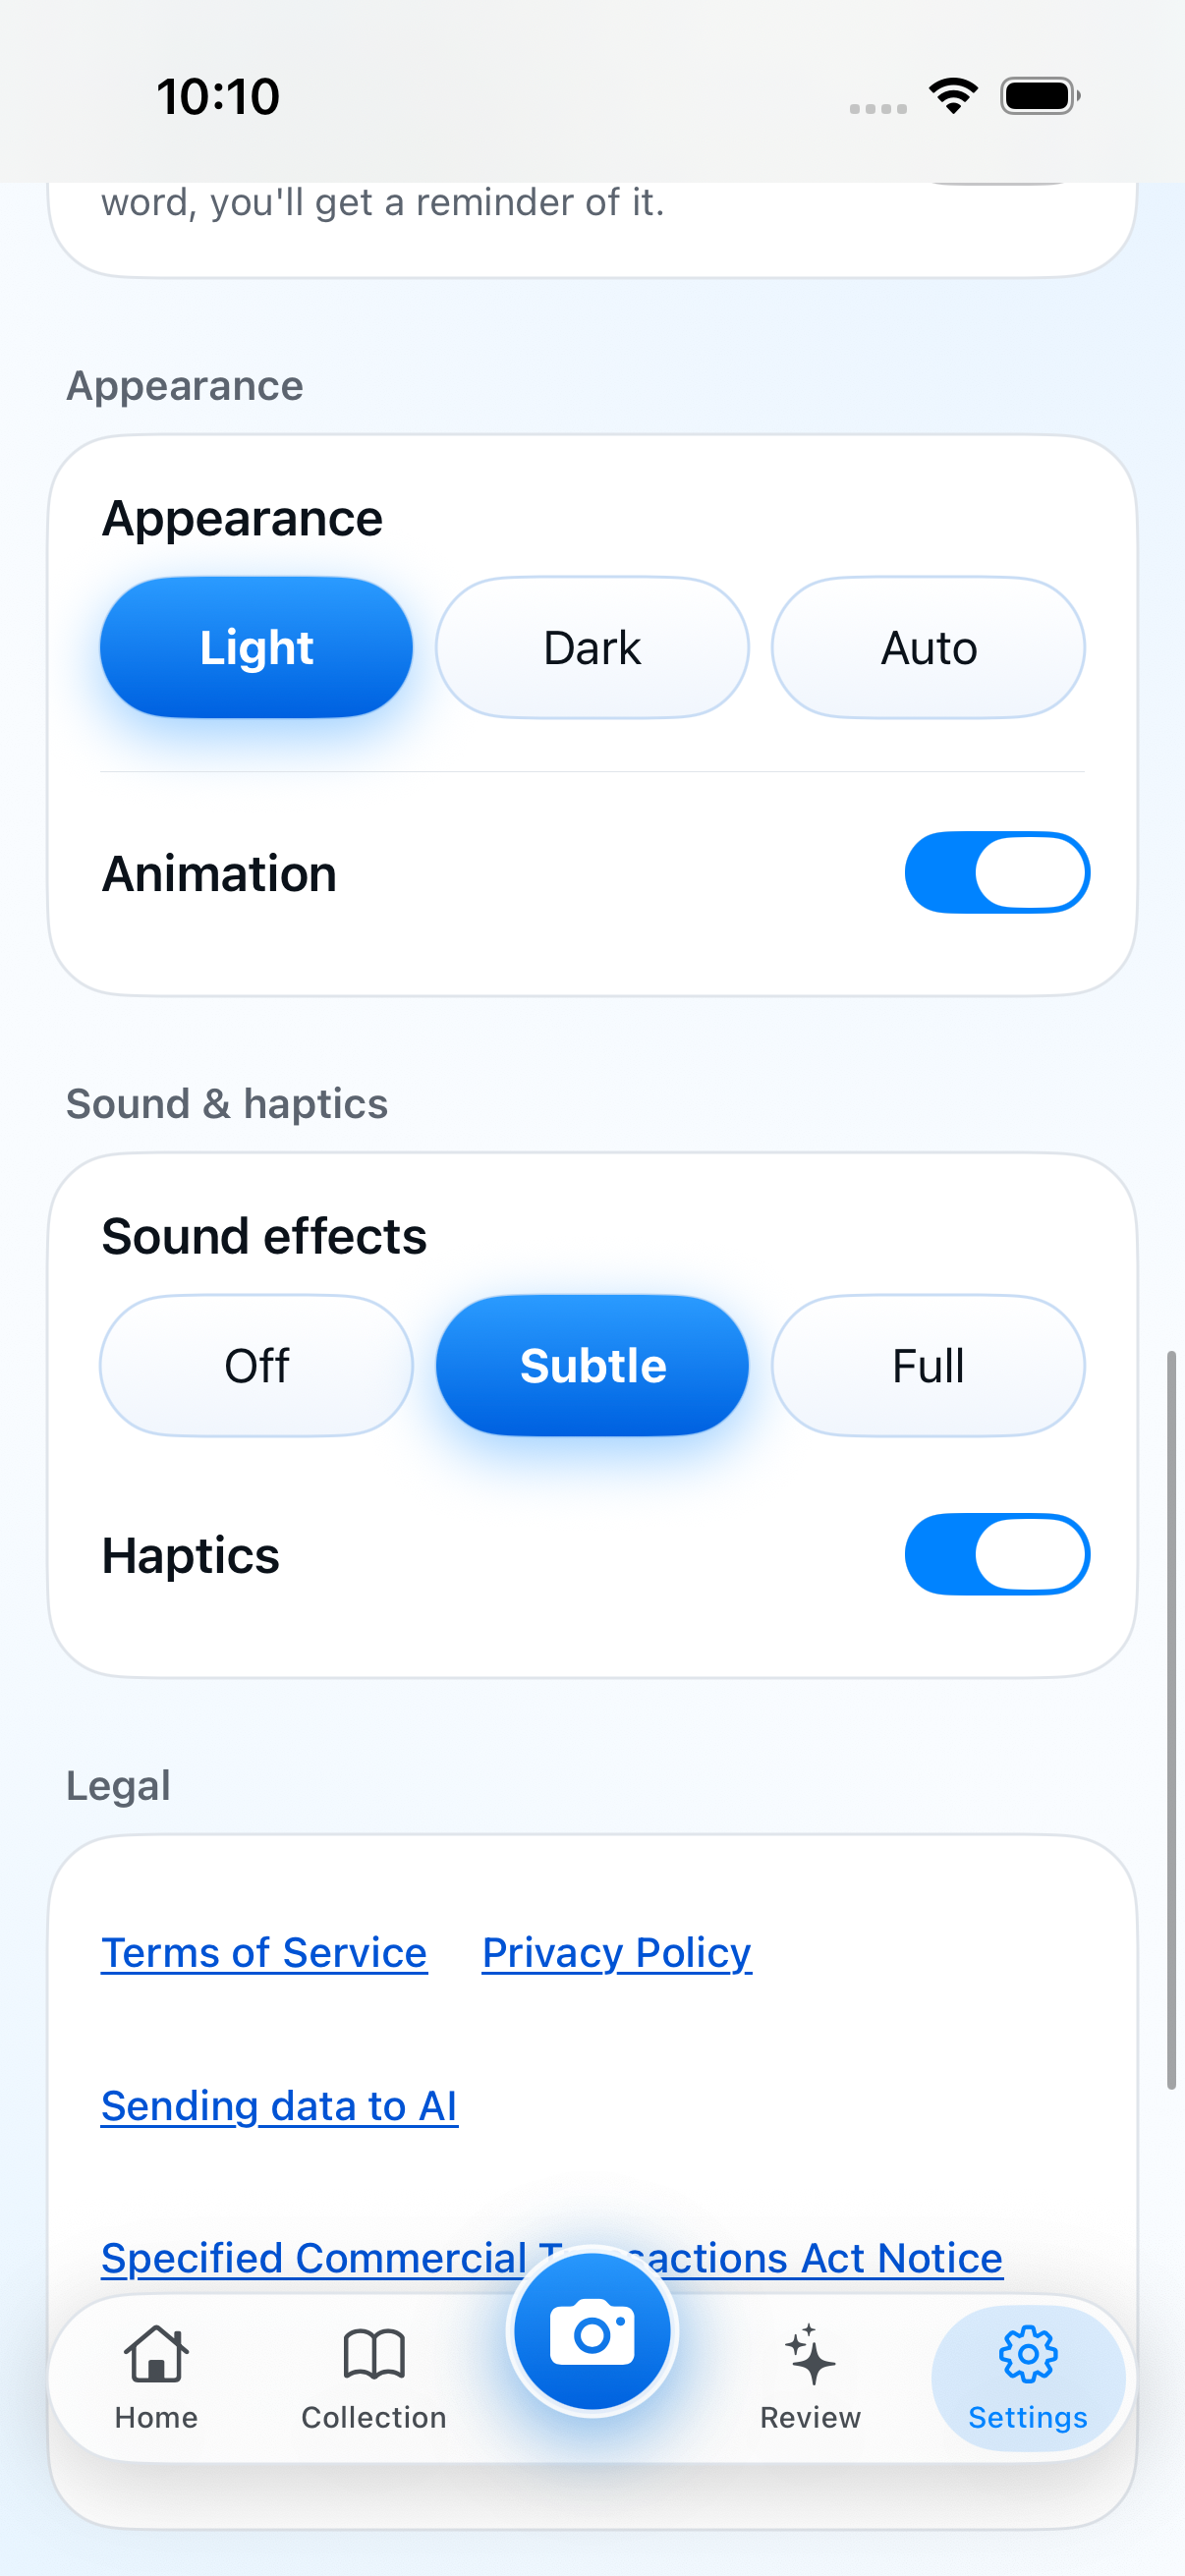 10:10
word, you'll get a reminder of it.
Appearance
Appearance
Light
Dark
Auto
Animation
Sound & haptics
Sound effects
Off
Subtle
Full
Haptics
Legal
Terms of Service
Privacy Policy
Sending data to AI
Specified Commercial Act Notice
Home
Collection
Review
Settings